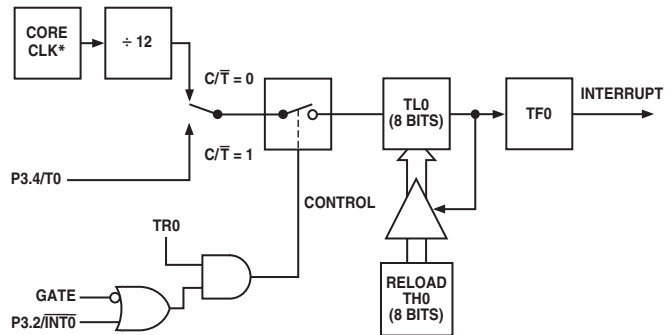 CORE
CLK*
÷ 12
C/T̅ = 0
TL0
(8 BITS)
TF0
INTERRUPT
C/T̅ = 1
P3.4/T0
CONTROL
TR0
GATE
P3.2/I̅N̅T̅0̅
RELOAD
TH0
(8 BITS)